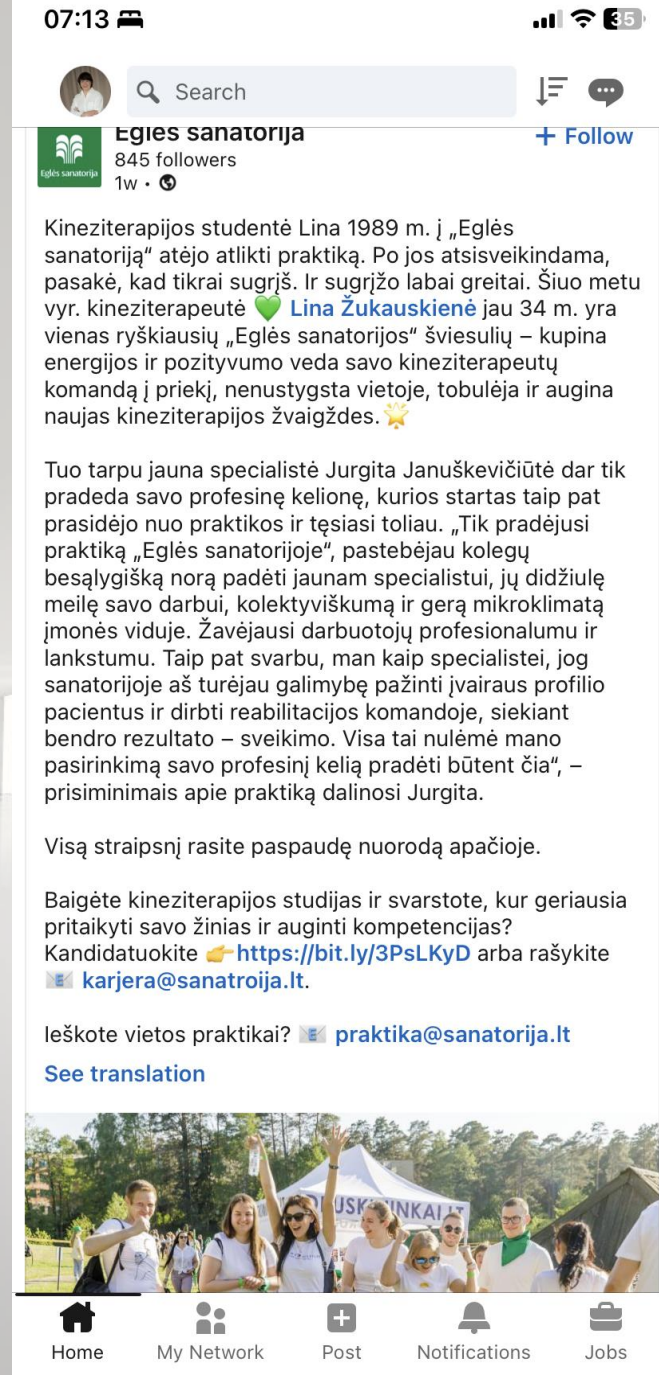 07:13
35
Search
Eglės sanatorija
+ Follow
Eglės sanatorija
845 followers
1w •
Kineziterapijos studentė Lina 1989 m. į „Eglės
sanatoriją“ atėjo atlikti praktiką. Po jos atsisveikindama,
pasakė, kad tikrai sugrįš. Ir sugrįžo labai greitai. Šiuo metu
vyr. kineziterapeutė 💚 Lina Žukauskienė jau 34 m. yra
vienas ryškiausių „Eglės sanatorijos“ šviesulių – kupina
energijos ir pozityvumo veda savo kineziterapeutų
komandą į priekį, nenustygsta vietoje, tobulėja ir augina
naujas kineziterapijos žvaigždes.🌟
Tuo tarpu jauna specialistė Jurgita Januškevičiūtė dar tik
pradeda savo profesinę kelionę, kurios startas taip pat
prasidėjo nuo praktikos ir tęsiasi toliau. „Tik pradėjusi
praktiką „Eglės sanatorijoje“, pastebėjau kolegų
besąlygišką norą padėti jaunam specialistui, jų didžiulę
meilę savo darbui, kolektyviškumą ir gerą mikroklimatą
įmonės viduje. Žavėjausi darbuotojų profesionalumu ir
lankstumu. Taip pat svarbu, man kaip specialistei, jog
sanatorijoje aš turėjau galimybę pažinti įvairaus profilio
pacientus ir dirbti reabilitacijos komandoje, siekiant
bendro rezultato – sveikimo. Visa tai nulėmė mano
pasirinkimą savo profesinį kelią pradėti būtent čia“, –
prisiminimais apie praktiką dalinosi Jurgita.
Visą straipsnį rasite paspaudę nuorodą apačioje.
Baigėte kineziterapijos studijas ir svarstote, kur geriausia
pritaikyti savo žinias ir auginti kompetencijas?
Kandidatuokite 👉https://bit.ly/3PsLKyD arba rašykite
📧 karjera@sanatroija.lt.
Ieškote vietos praktikai? 📧 praktika@sanatorija.lt
See translation
Home
My Network
Post
Notifications
Jobs